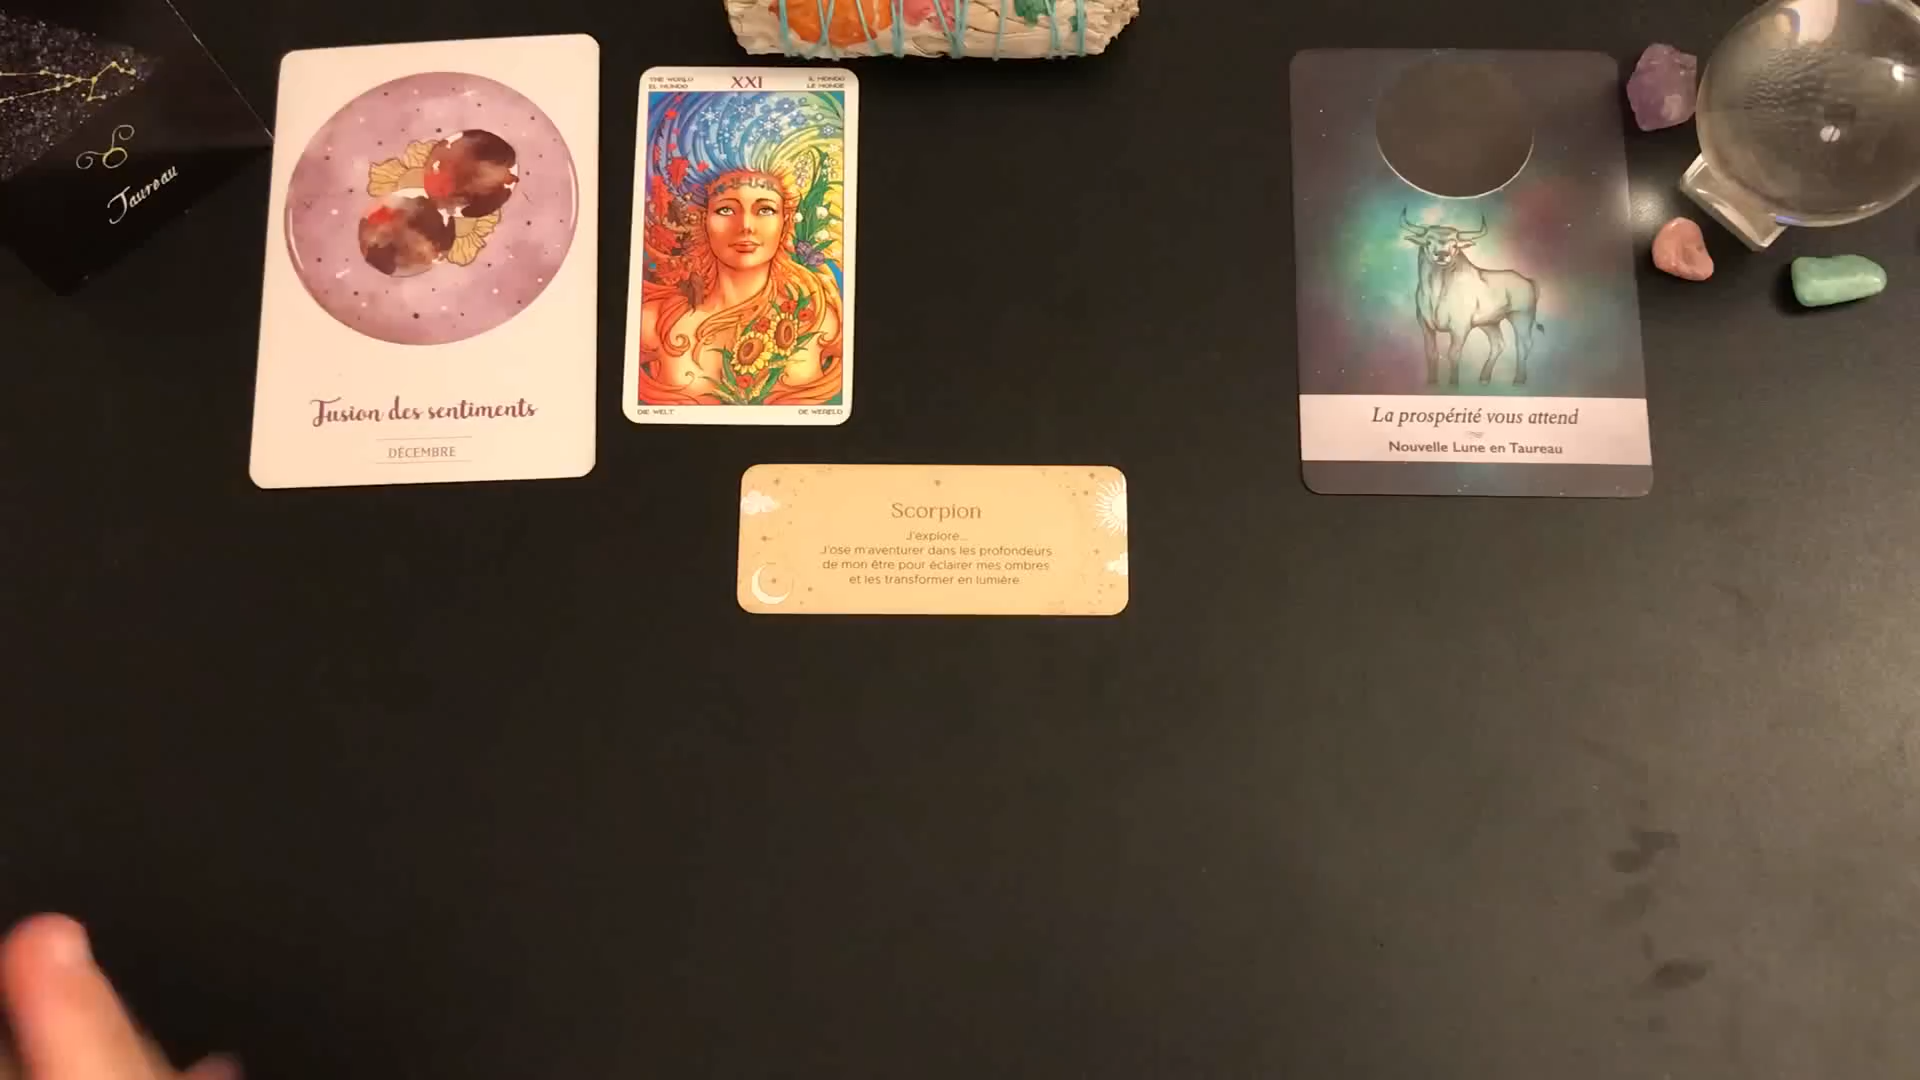 Taureau
Fusion des sentiments
DÉCEMBRE
THE WORLD
EL MUNDO
XXI
IL MONDO
LE MONDE
DIE WELT
DE WERELD
Scorpion
J'explore...
J'ose m'aventurer dans les profondeurs
de mon être pour éclairer mes ombres
et les transformer en lumière
La prospérité vous attend
Nouvelle Lune en Taureau